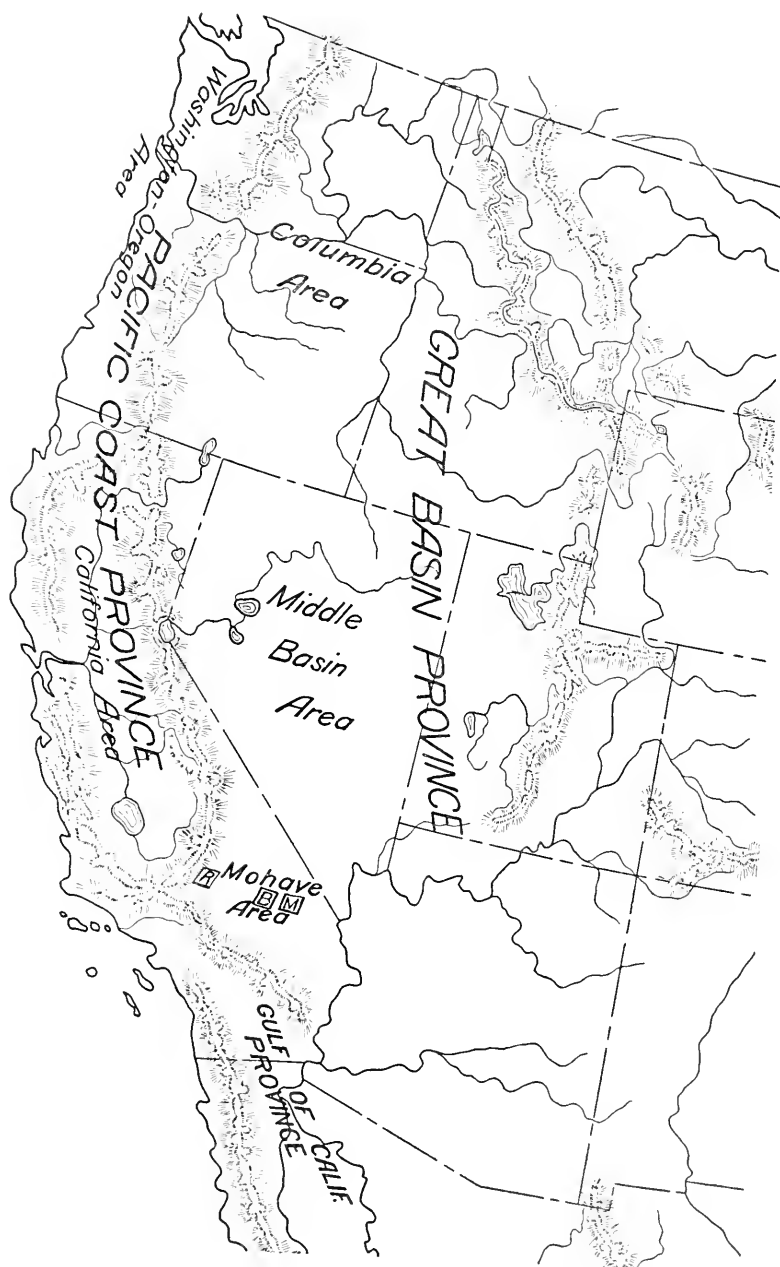 Washington-Oregon
Area
PACIFIC COAST PROVINCE
Columbia
Area
GREAT BASIN PROVINCE
California Area
Middle
Basin
Area
Mohave
Area
R
B
M
GULF OF CALIF
PROVINCE